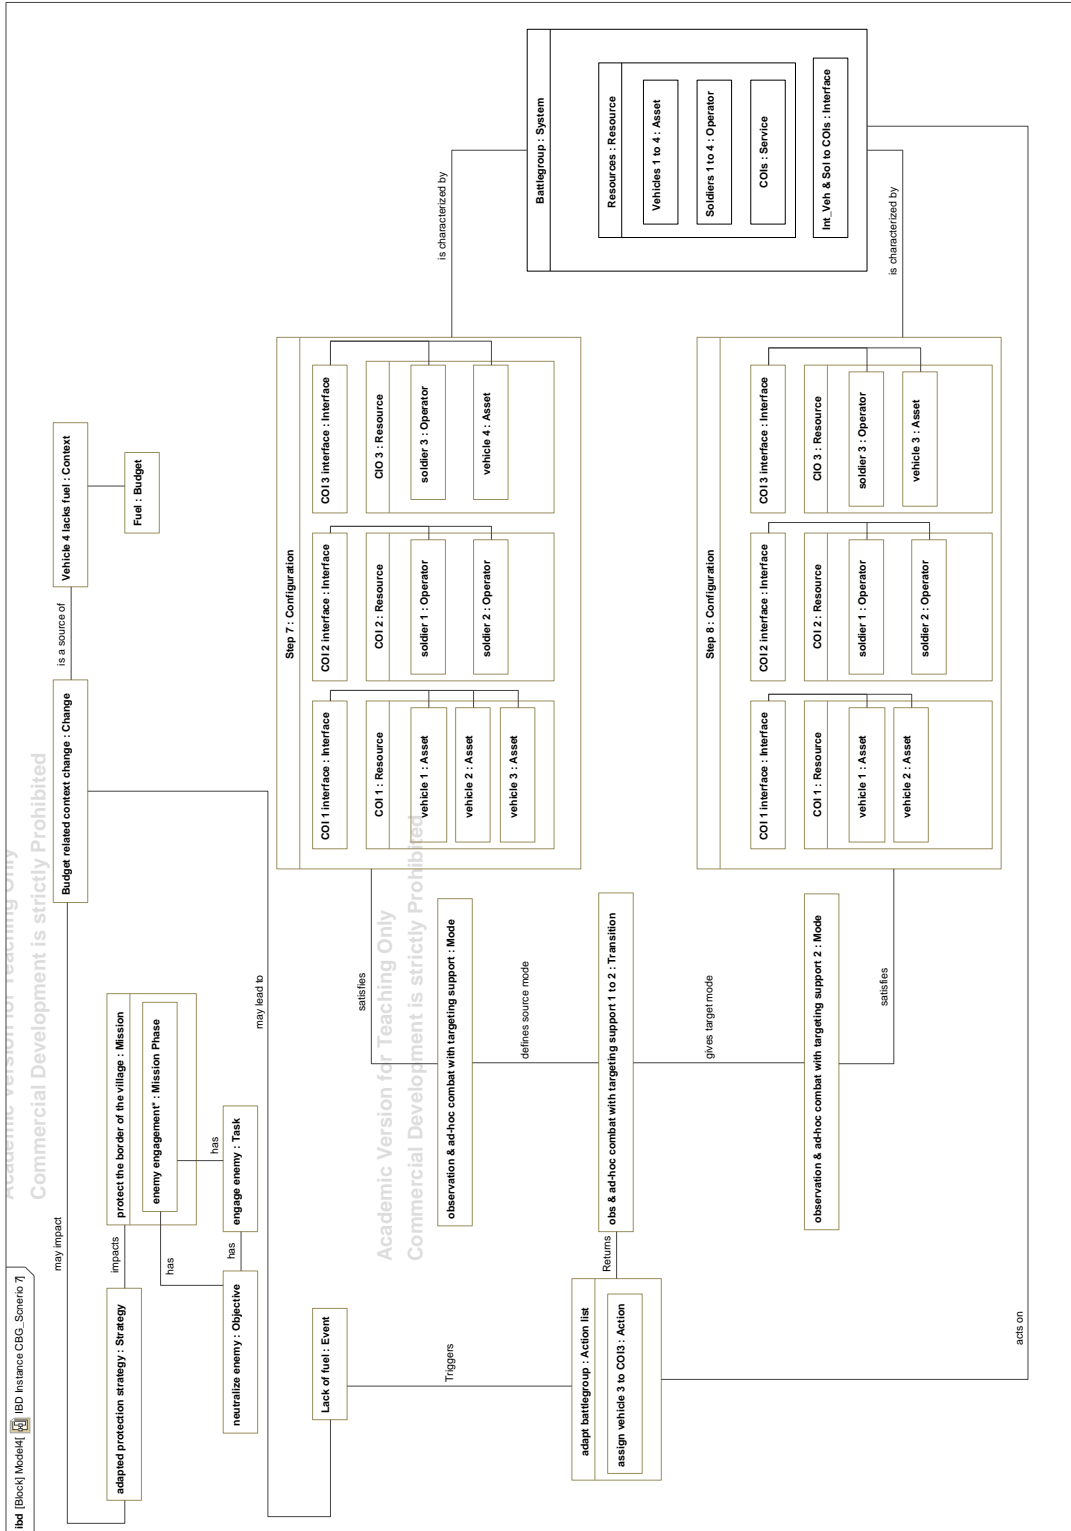 ibd [Block] Model4[ IBD Instance CBG_Scnerio 7]
Academic Version for Teaching Only
Commercial Development is strictly Prohibited
may impact
Budget related context change : Change
is a source of
Vehicle 4 lacks fuel : Context
Fuel : Budget
adapted protection strategy : Strategy
impacts
protect the border of the village : Mission
enemy engagement* : Mission Phase
has
has
neutralize enemy : Objective
has
engage enemy : Task
may lead to
Lack of fuel : Event
Triggers
adapt battlegroup : Action list
assign vehicle 3 to COI3 : Action
Returns
acts on
Academic Version for Teaching Only
Commercial Development is strictly Prohibited
satisfies
observation & ad-hoc combat with targeting support : Mode
defines source mode
obs & ad-hoc combat with targeting support 1 to 2 : Transition
gives target mode
observation & ad-hoc combat with targeting support 2 : Mode
satisfies
Step 7 : Configuration
COI 1 interface : Interface
COI 1 : Resource
vehicle 1 : Asset
vehicle 2 : Asset
vehicle 3 : Asset
COI 2 interface : Interface
COI 2 : Resource
soldier 1 : Operator
soldier 2 : Operator
COI 3 interface : Interface
CIO 3 : Resource
soldier 3 : Operator
vehicle 4 : Asset
is characterized by
Step 8 : Configuration
COI 1 interface : Interface
COI 1 : Resource
vehicle 1 : Asset
vehicle 2 : Asset
COI 2 interface : Interface
COI 2 : Resource
soldier 1 : Operator
soldier 2 : Operator
COI 3 interface : Interface
CIO 3 : Resource
soldier 3 : Operator
vehicle 3 : Asset
is characterized by
Battlegroup : System
Resources : Resource
Vehicles 1 to 4 : Asset
Soldiers 1 to 4 : Operator
COIs : Service
Int_Veh & Sol to COIs : Interface